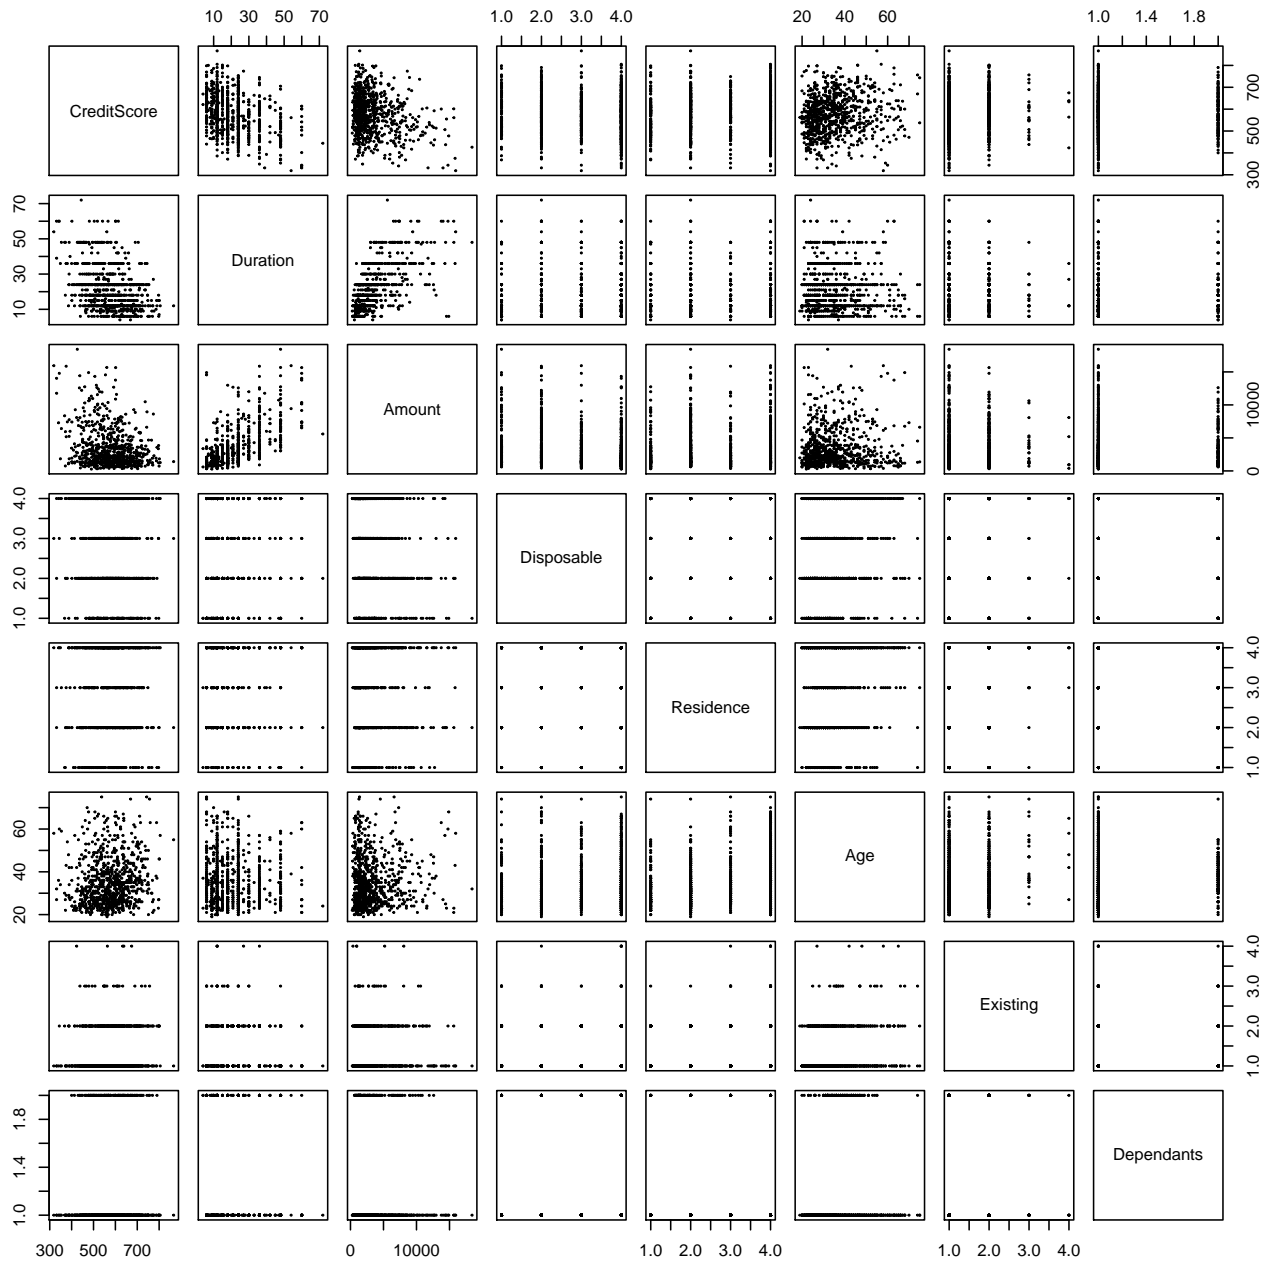 10 30 50 70 1.0 2.0 3.0 4.0 20 40 60 1.0 1.4 1.8
CreditScore 300 500 700
10 30 50 70 Duration
Amount 0 10000
1.0 2.0 3.0 4.0 Disposable
Residence 1.0 2.0 3.0 4.0
20 40 60 Age
Existing 1.0 2.0 3.0 4.0
1.0 1.4 1.8 Dependants
300 500 700 0 10000 1.0 2.0 3.0 4.0 1.0 2.0 3.0 4.0